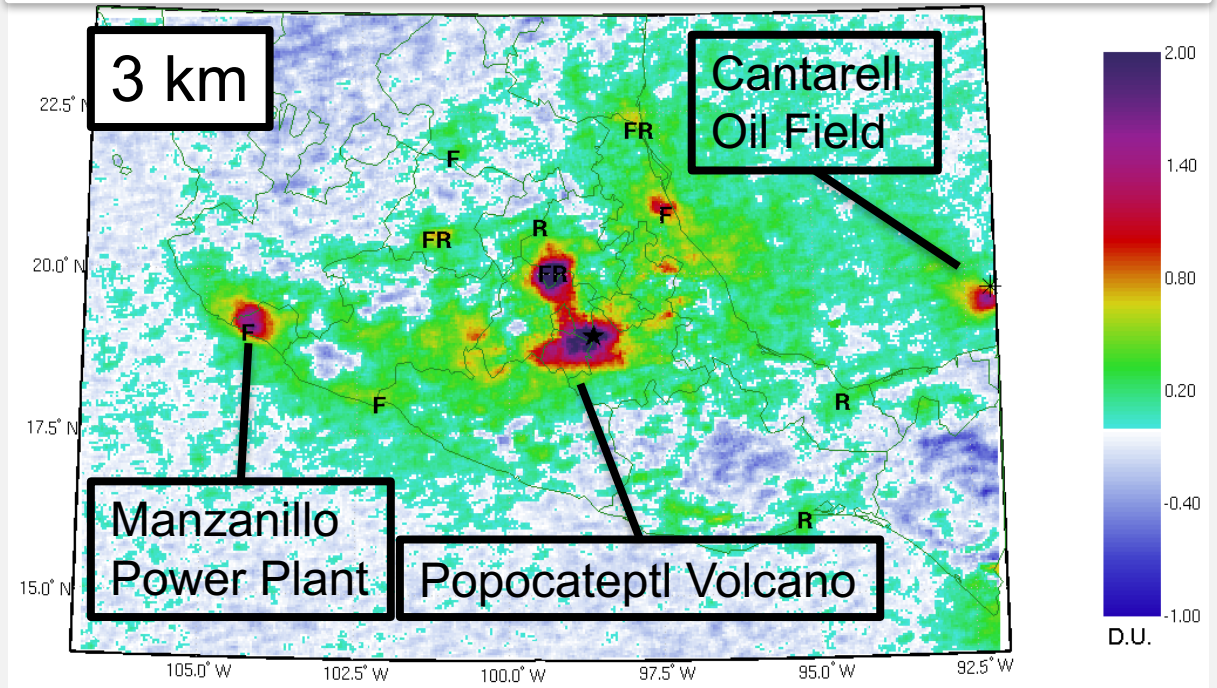 3 km
Cantarell
Oil Field
22.5° N
20.0° N
17.5° N
15.0° N
FR
F
F
R
FR
FR
F
F
R
R
Manzanillo
Power Plant
Popocateptl Volcano
105.0° W
102.5° W
100.0° W
97.5° W
95.0° W
92.5° W
2.00
1.40
0.80
0.20
-0.40
-1.00
D.U.